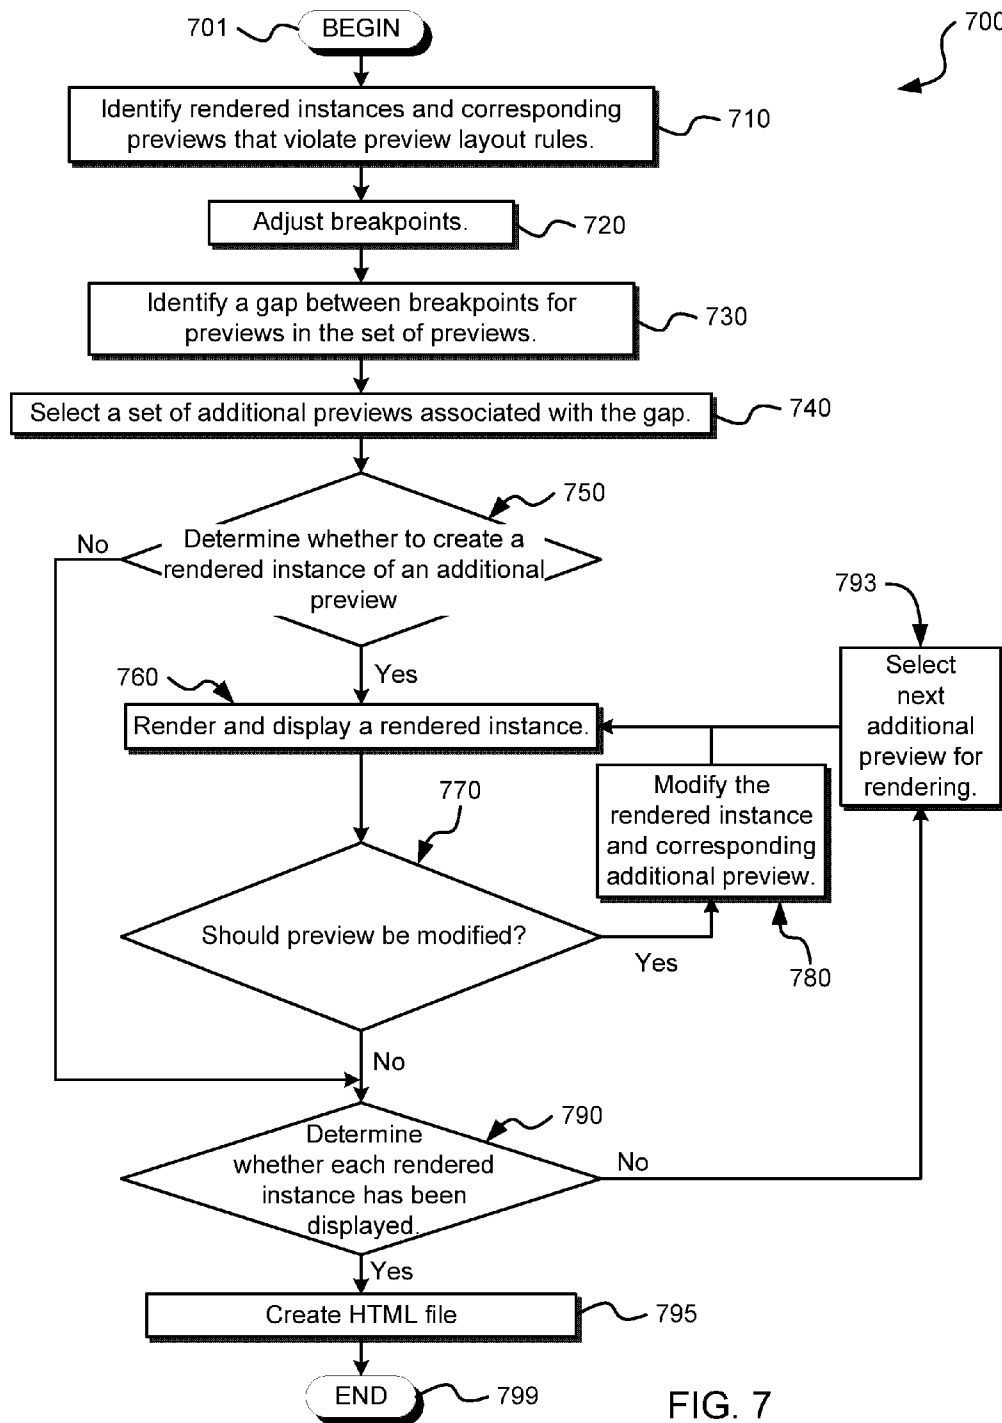 700
701
BEGIN
Identify rendered instances and corresponding
previews that violate preview layout rules.
710
Adjust breakpoints.
720
Identify a gap between breakpoints for
previews in the set of previews.
730
Select a set of additional previews associated with the gap.
740
750
No
Determine whether to create a
rendered instance of an additional
preview
Yes
760
Render and display a rendered instance.
793
Select
next
additional
preview for
rendering.
770
Modify the
rendered instance
and corresponding
additional preview.
780
Should preview be modified?
Yes
No
790
Determine
whether each rendered
instance has been
displayed.
No
Yes
Create HTML file
795
END
799
FIG. 7